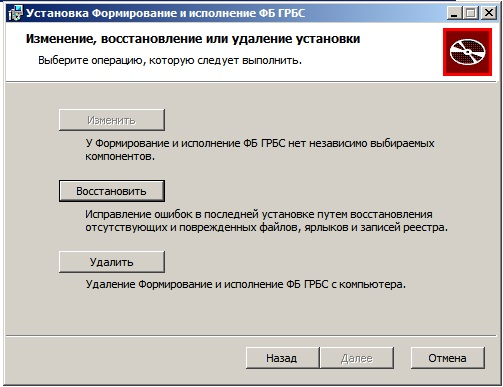 Установка Формирование и исполнение ФБ ГРБС
Изменение, восстановление или удаление установки
Выберите операцию, которую следует выполнить.
Изменить
У Формирование и исполнение ФБ ГРБС нет независимо выбираемых
компонентов.
Восстановить
Исправление ошибок в последней установке путем восстановления
отсутствующих и поврежденных файлов, ярлыков и записей реестра.
Удалить
Удаление Формирование и исполнение ФБ ГРБС с компьютера.
Назад
Далее
Отмена